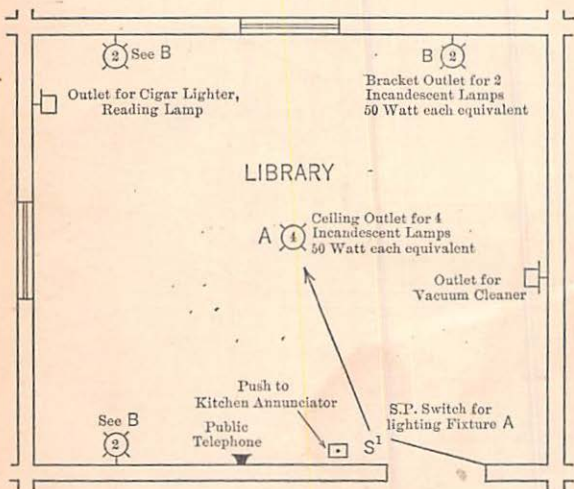 2 See B
B 2
Bracket Outlet for 2
Incandescent Lamps
50 Watt each equivalent
Outlet for Cigar Lighter,
Reading Lamp
LIBRARY
A 4
Ceiling Outlet for 4
Incandescent Lamps
50 Watt each equivalent
Outlet for
Vacuum Cleaner
Push to
Kitchen Annunciator
S.P. Switch for
lighting Fixture A
See B
2
Public
Telephone
S1